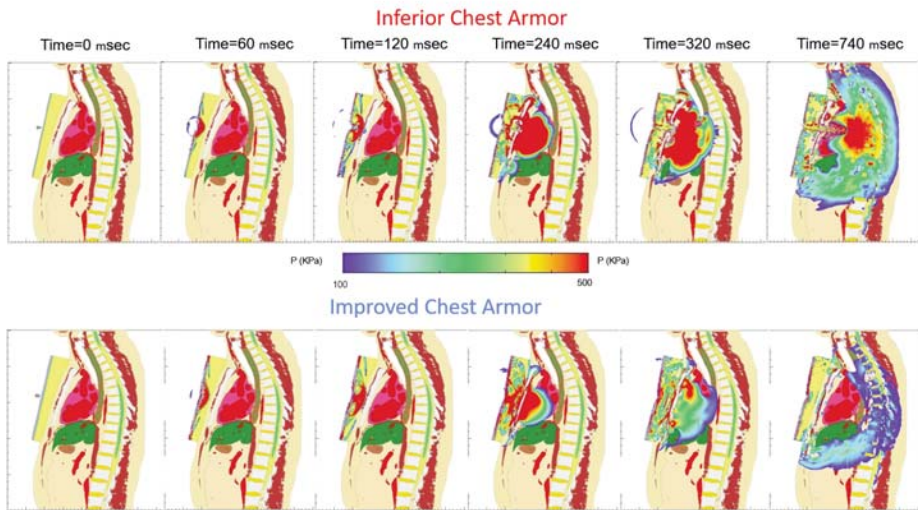 Inferior Chest Armor
Time=0 msec Time=60 msec Time=120 msec Time=240 msec Time=320 msec Time=740 msec
P (KPa) P (KPa)
100 500
Improved Chest Armor